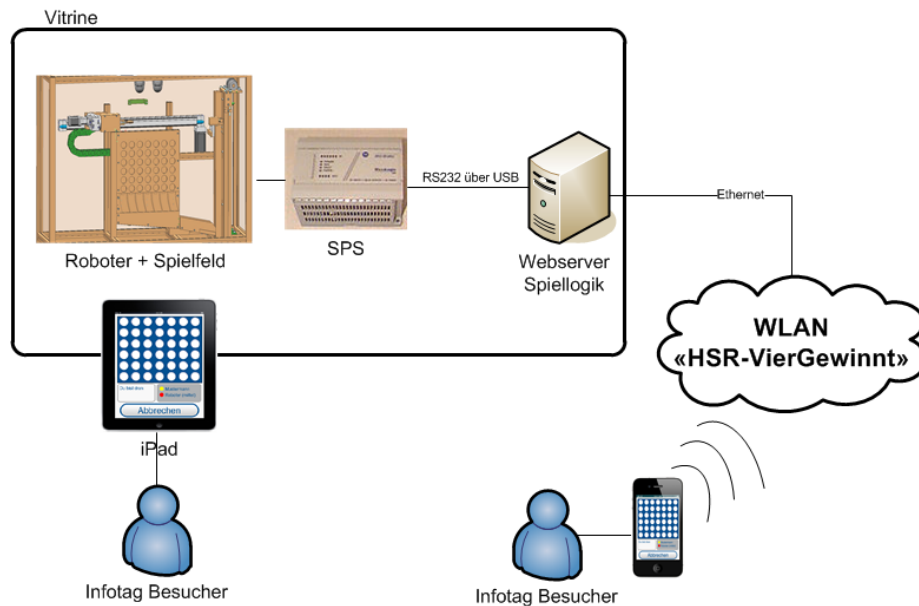 Vitrine
Roboter + Spielfeld
SPS
RS232 über USB
Webserver
Spiellogik
Ethernet
WLAN
«HSR-VierGewinnt»
Abbrechen
iPad
Infotag Besucher
Abbrechen
Infotag Besucher